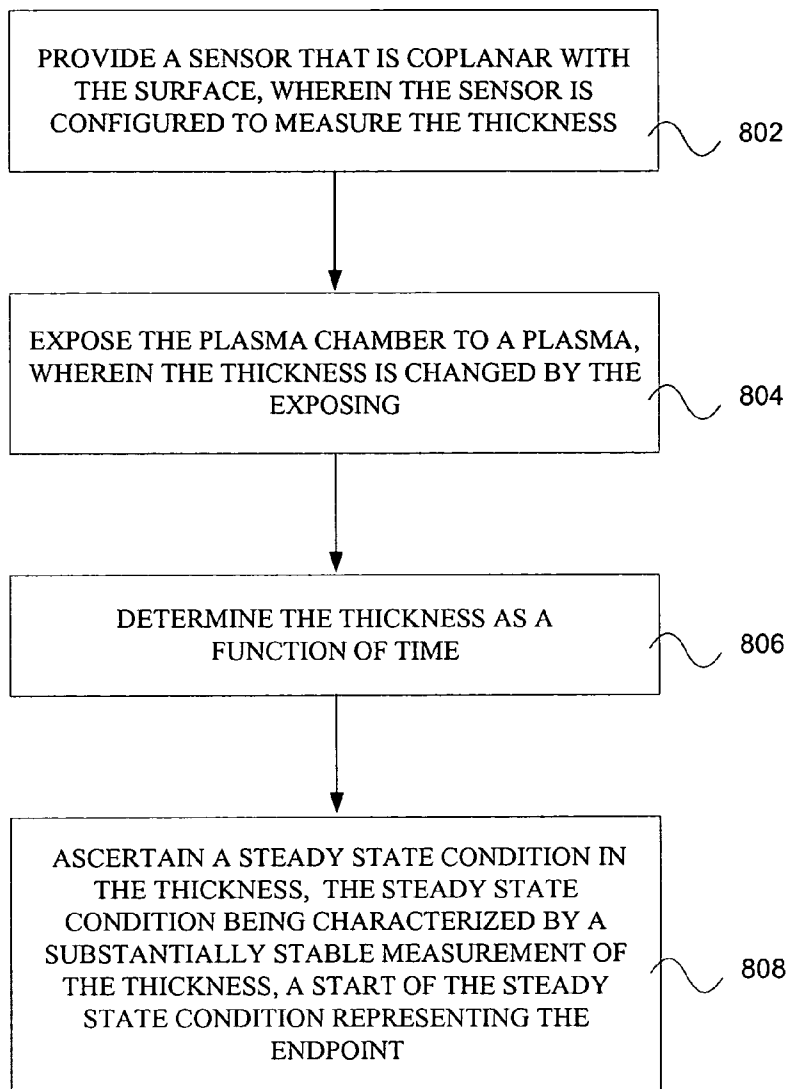 PROVIDE A SENSOR THAT IS COPLANAR WITH
THE SURFACE, WHEREIN THE SENSOR IS
CONFIGURED TO MEASURE THE THICKNESS
802
EXPOSE THE PLASMA CHAMBER TO A PLASMA,
WHEREIN THE THICKNESS IS CHANGED BY THE
EXPOSING
804
DETERMINE THE THICKNESS AS A
FUNCTION OF TIME
806
ASCERTAIN A STEADY STATE CONDITION IN
THE THICKNESS, THE STEADY STATE
CONDITION BEING CHARACTERIZED BY A
SUBSTANTIALLY STABLE MEASUREMENT OF
THE THICKNESS, A START OF THE STEADY
STATE CONDITION REPRESENTING THE
ENDPOINT
808